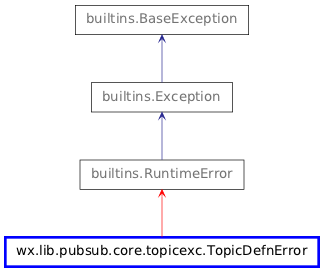 builtins.BaseException
builtins.Exception
builtins.RuntimeError
wx.lib.pubsub.core.topicexc.TopicDefnError